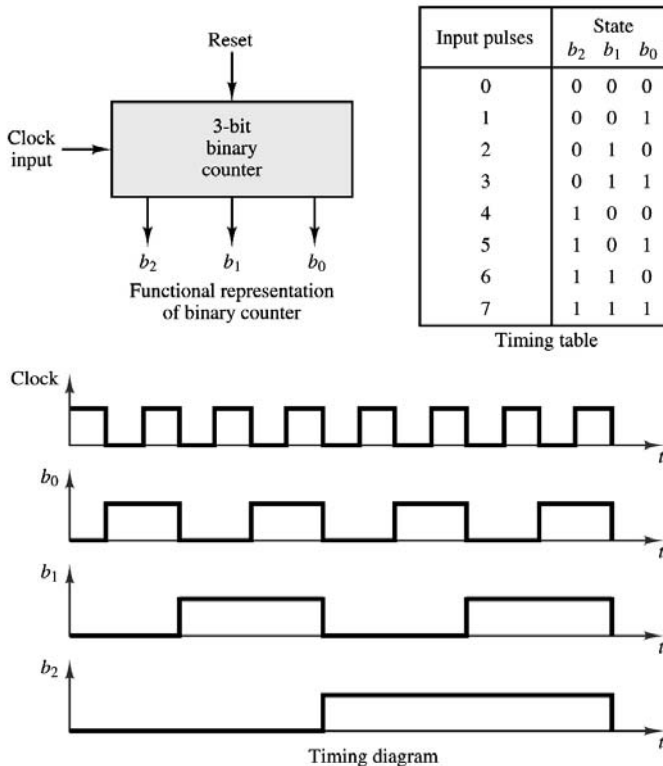 Reset
Clock
input
3-bit
binary
counter
b2 b1 b0
Functional representation
of binary counter
Input pulses State
b2 b1 b0
0 0 0 0
1 0 0 1
2 0 1 0
3 0 1 1
4 1 0 0
5 1 0 1
6 1 1 0
7 1 1 1
Timing table
Clock
t
b0
t
b1
t
b2
t
Timing diagram